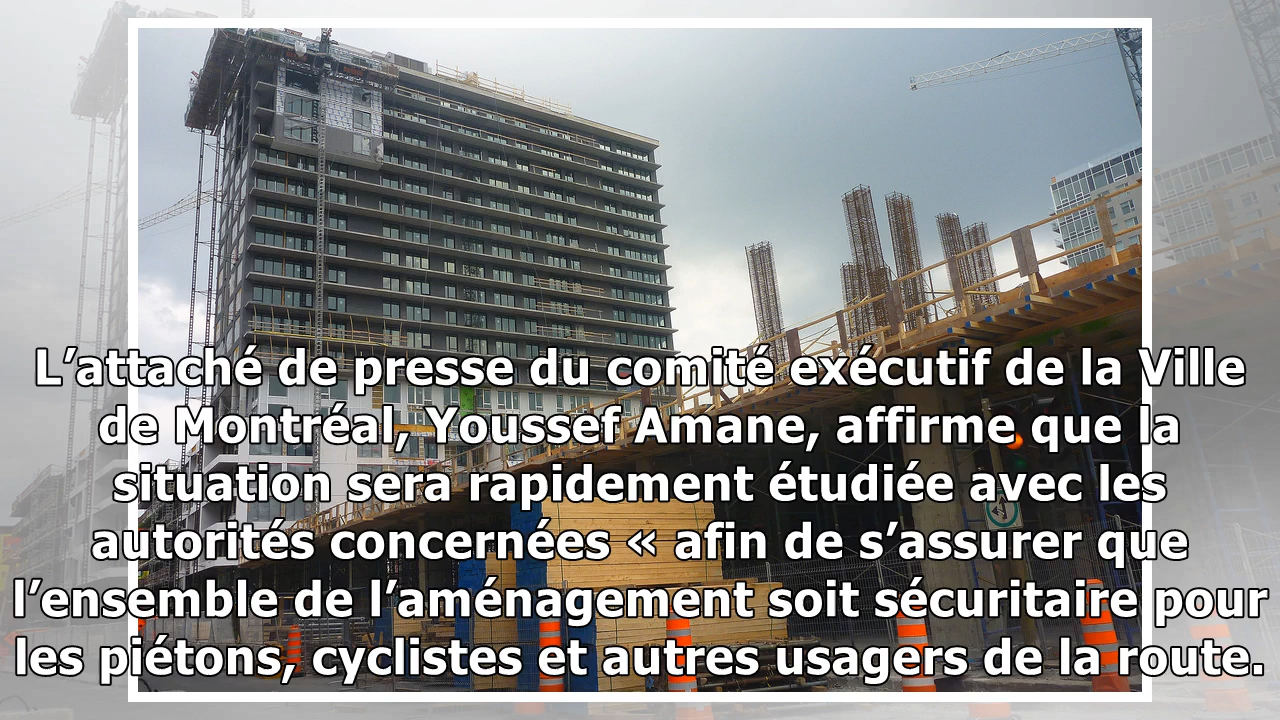 L’attaché de presse du comité exécutif de la Ville
de Montréal, Youssef Amane, affirme que la
situation sera rapidement étudiée avec les
autorités concernées « afin de s’assurer que
l’ensemble de l’aménagement soit sécuritaire pour
les piétons, cyclistes et autres usagers de la route.